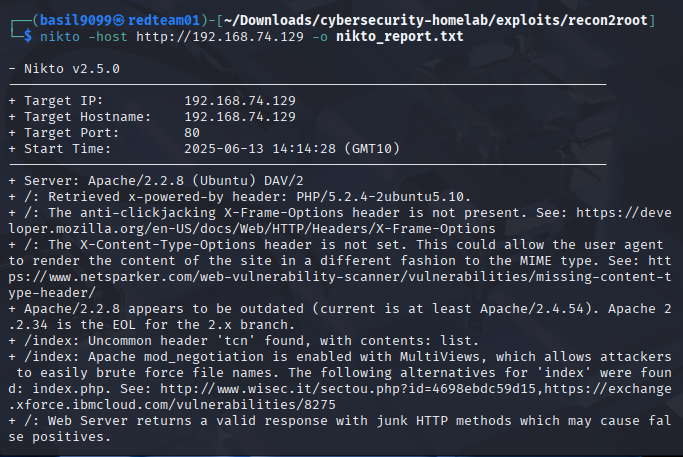 ┌──(basil9099㉿redteam01)-[~/Downloads/cybersecurity-homelab/exploits/recon2root]
└─$ nikto -host http://192.168.74.129 -o nikto_report.txt
- Nikto v2.5.0
---------------------------------------------------------------------------
+ Target IP:          192.168.74.129
+ Target Hostname:    192.168.74.129
+ Target Port:        80
+ Start Time:         2025-06-13 14:14:28 (GMT10)
---------------------------------------------------------------------------
+ Server: Apache/2.2.8 (Ubuntu) DAV/2
+ /: Retrieved x-powered-by header: PHP/5.2.4-2ubuntu5.10.
+ /: The anti-clickjacking X-Frame-Options header is not present. See: https://deve
loper.mozilla.org/en-US/docs/Web/HTTP/Headers/X-Frame-Options
+ /: The X-Content-Type-Options header is not set. This could allow the user agent
to render the content of the site in a different fashion to the MIME type. See: htt
ps://www.netsparker.com/web-vulnerability-scanner/vulnerabilities/missing-content-t
ype-header/
+ Apache/2.2.8 appears to be outdated (current is at least Apache/2.4.54). Apache 2
.2.34 is the EOL for the 2.x branch.
+ /index: Uncommon header 'tcn' found, with contents: list.
+ /index: Apache mod_negotiation is enabled with MultiViews, which allows attackers
 to easily brute force file names. The following alternatives for 'index' were foun
d: index.php. See: http://www.wisec.it/sectou.php?id=4698ebdc59d15,https://exchange
.xforce.ibmcloud.com/vulnerabilities/8275
+ /: Web Server returns a valid response with junk HTTP methods which may cause fal
se positives.